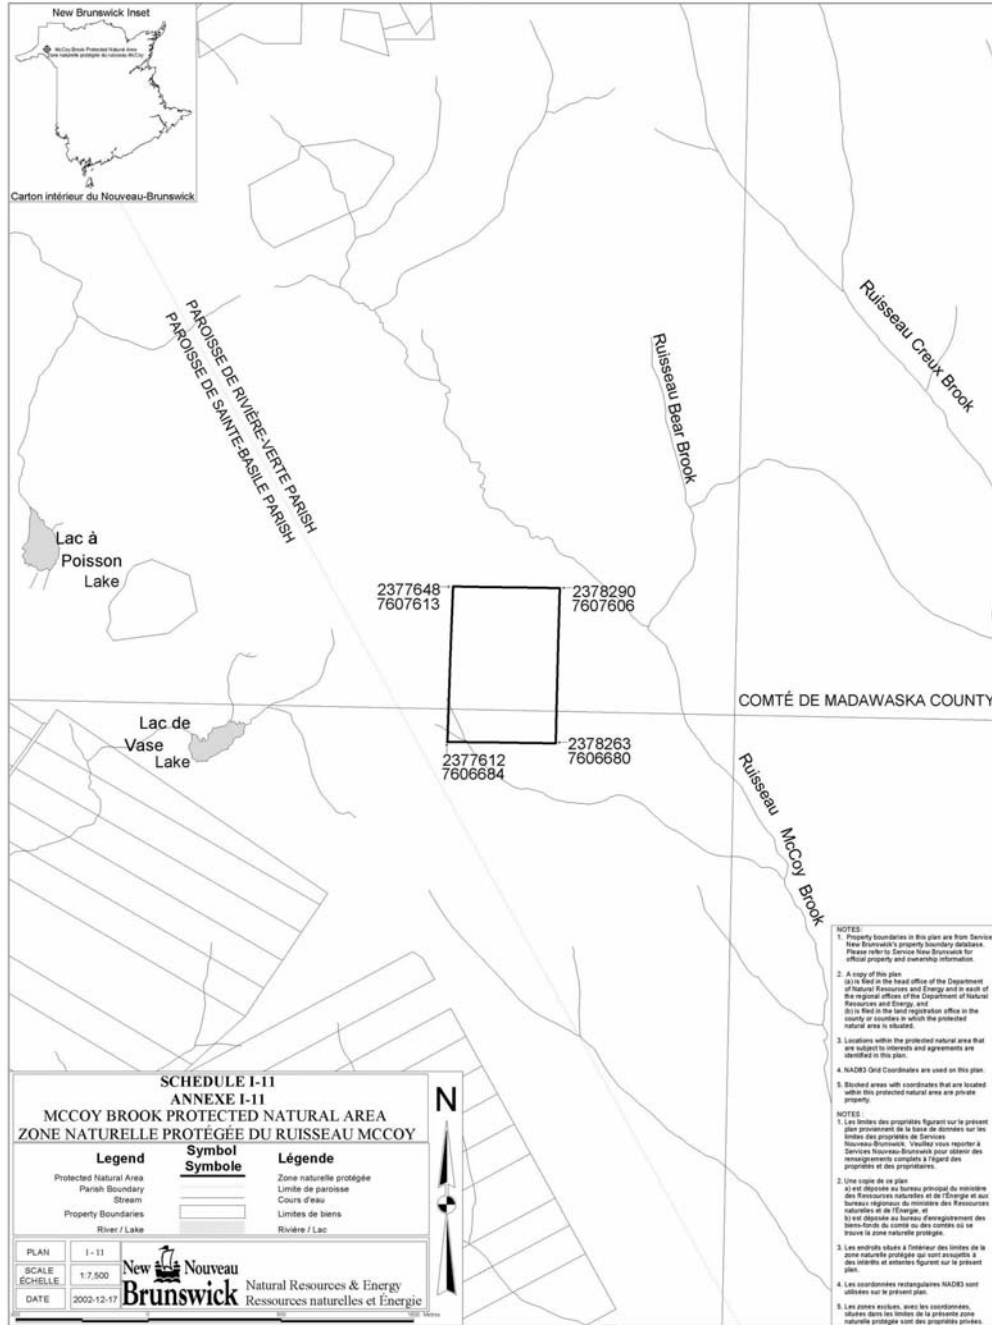 New Brunswick Inset
McCoy Brook Protected Natural Area
Zone naturelle protégée du ruisseau McCoy
Carton intérieur du Nouveau-Brunswick
PAROISSE DE RIVIÈRE-VERTE PARISH
PAROISSE DE SAINTE-BASILE PARISH
Ruisseau Creux Brook
Ruisseau Bear Brook
Lac à
Poisson
Lake
2377648
7607613
2378290
7607606
COMTÉ DE MADAWASKA COUNTY
Lac de
Vase
Lake
2377612
7606684
2378263
7606680
Ruisseau McCoy Brook
NOTES:
1. Property boundaries in this plan are from Service
New Brunswick's property boundary database.
Please refer to Service New Brunswick for
official property and ownership information.
2. A copy of this plan
(a) is filed in the head office of the Department
of Natural Resources and Energy and in each of
the regional offices of the Department of Natural
Resources and Energy, and
(b) is filed in the land registration office in the
county or counties in which the protected
natural area is situated.
3. Locations within the protected natural area that
are subject to interests and agreements are
identified in this plan.
4. NAD83 Grid Coordinates are used on this plan.
5. Blocked areas with coordinates that are located
within this protected natural area are private
property.
NOTES :
1. Les limites des propriétés figurant sur le présent
plan proviennent de la base de données sur les
limites des propriétés de Services
Nouveau-Brunswick. Veuillez vous reporter à
Services Nouveau-Brunswick pour obtenir des
renseignements complets à l'égard des
propriétés et des propriétaires.
2. Une copie de ce plan
a) est déposée au bureau principal du ministère
des Ressources naturelles et de l'Énergie et aux
bureaux régionaux du ministère des Ressources
naturelles et de l'Énergie, et
b) est déposée au bureau d'enregistrement des
biens-fonds du comté ou des comtés où se
trouve la zone naturelle protégée.
3. Les endroits situés à l'intérieur des limites de la
zone naturelle protégée qui sont assujettis à
des intérêts et ententes figurent sur le présent
plan.
4. Les coordonnées rectangulaires NAD83 sont
utilisées sur le présent plan.
5. Les zones exclues, avec les coordonnées,
situées dans les limites de la présente zone
naturelle protégée sont des propriétés privées.
SCHEDULE I-11
ANNEXE I-11
MCCOY BROOK PROTECTED NATURAL AREA
ZONE NATURELLE PROTÉGÉE DU RUISSEAU MCCOY
Legend Symbol Symbole Légende
Protected Natural Area Zone naturelle protégée
Parish Boundary Limite de paroisse
Stream Cours d'eau
Property Boundaries Limites de biens
River / Lake Rivière / Lac
N
PLAN I - 11
SCALE ÉCHELLE 1:7,500
DATE 2002-12-17
New Nouveau
Brunswick
Natural Resources & Energy
Ressources naturelles et Énergie